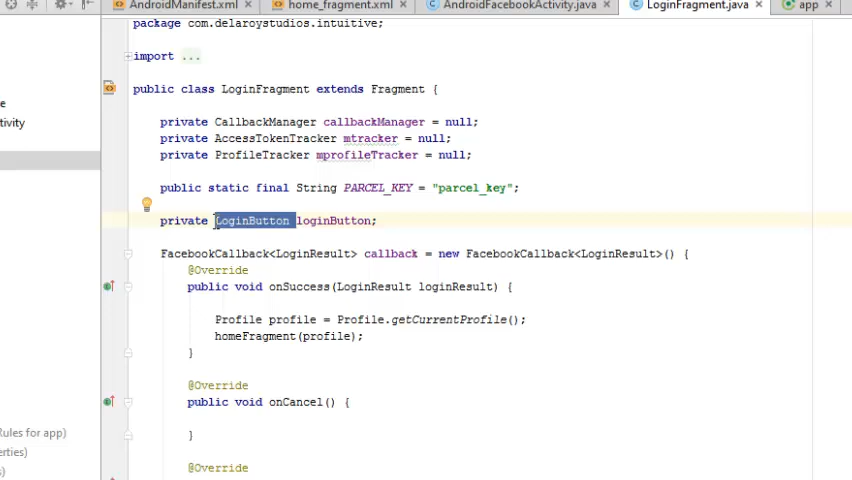 AndroidManifest.xml
home_fragment.xml
AndroidFacebookActivity.java
LoginFragment.java
app
package com.delaroystudios.intuitive;
import ...
public class LoginFragment extends Fragment {
private CallbackManager callbackManager = null;
private AccessTokenTracker mtracker = null;
private ProfileTracker mprofileTracker = null;
public static final String PARCEL_KEY = "parcel_key";
private LoginButton loginButton;
FacebookCallback<LoginResult> callback = new FacebookCallback<LoginResult>() {
@Override
public void onSuccess(LoginResult loginResult) {
Profile profile = Profile.getCurrentProfile();
homeFragment(profile);
}
@Override
public void onCancel() {
}
@Override
e
tivity
Rules for app)
erties)
s)